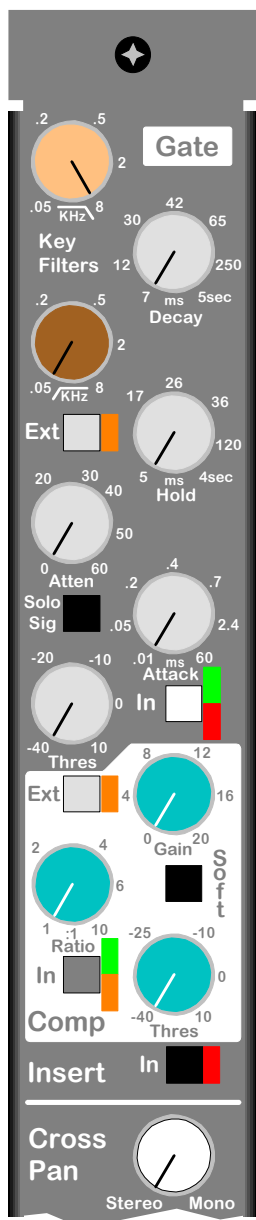 Gate
.2 .5
2
.05 KHz 8
Key
Filters
42
30 65
12 250
7 ms 5sec
Decay
.2 .5
2
.05 KHz 8
Ext
26
17 36
120
5 ms 4sec
Hold
20 30 40
50
0 60
Atten
Solo
Sig
.4
.2 .7
.05 2.4
.01 ms 60
Attack
In
-20 -10
0
-40 10
Thres
Ext
8 12
4 16
0 20
Gain
Soft
2 4
6
1 :1 10
Ratio
In
-25 -10
0
-40 10
Thres
Comp
Insert
In
Cross
Pan
Stereo Mono